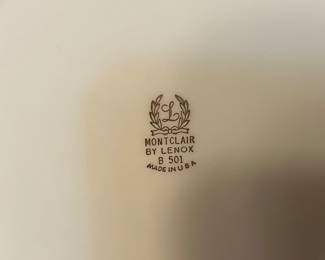 L
MONTCLAIR
BY LENOX
B 501
MADE IN U S A